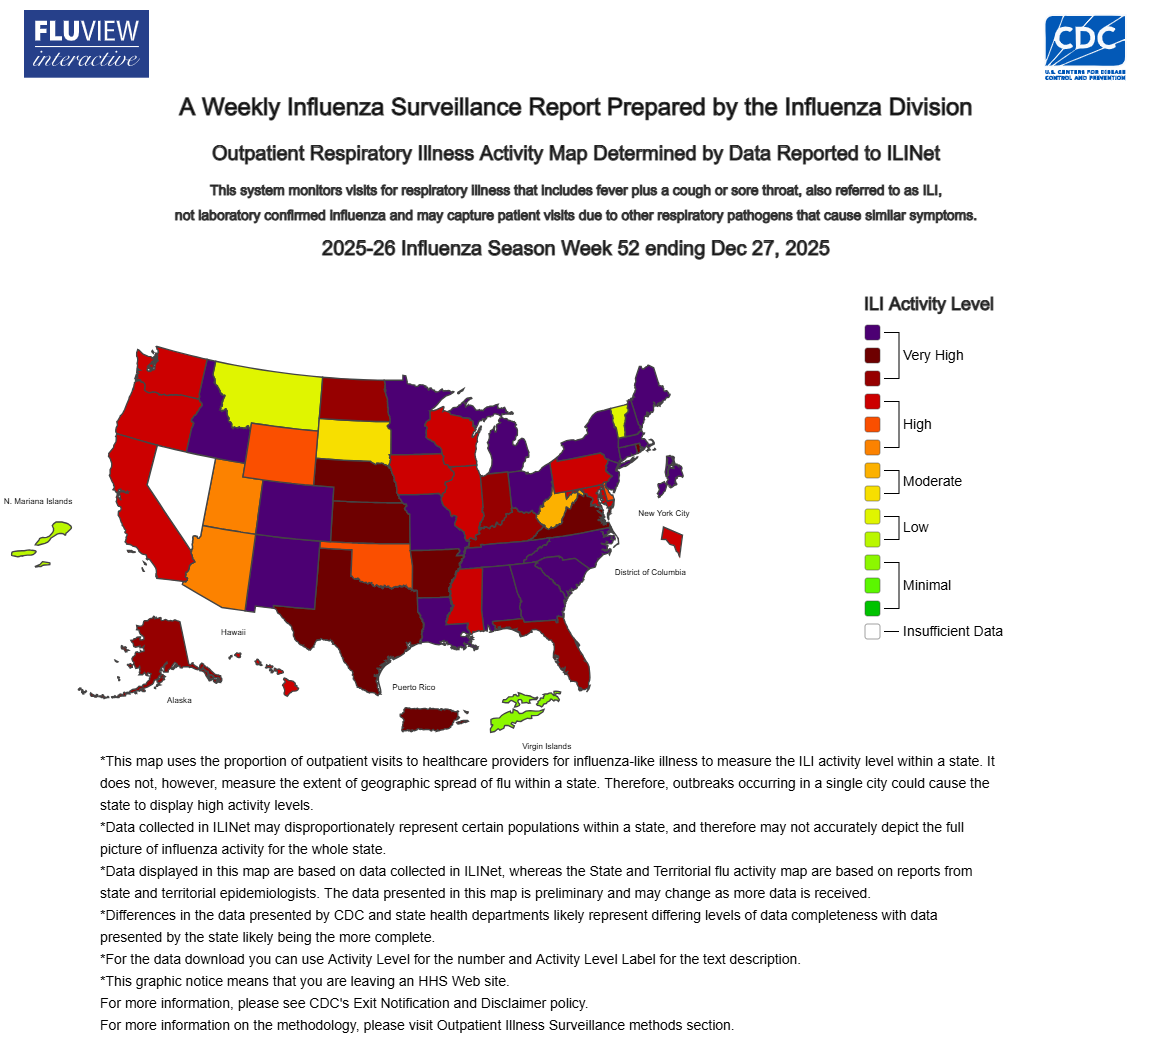 FLUVIEW
interactive
CDC
U.S. CENTERS FOR DISEASE
CONTROL AND PREVENTION
A Weekly Influenza Surveillance Report Prepared by the Influenza Division
Outpatient Respiratory Illness Activity Map Determined by Data Reported to ILINet
This system monitors visits for respiratory illness that includes fever plus a cough or sore throat, also referred to as ILI,
not laboratory confirmed influenza and may capture patient visits due to other respiratory pathogens that cause similar symptoms.
2025-26 Influenza Season Week 52 ending Dec 27, 2025
ILI Activity Level
Very High
High
Moderate
Low
Minimal
Insufficient Data
N. Mariana Islands
New York City
District of Columbia
Hawaii
Alaska
Puerto Rico
Virgin Islands
*This map uses the proportion of outpatient visits to healthcare providers for influenza-like illness to measure the ILI activity level within a state. It
does not, however, measure the extent of geographic spread of flu within a state. Therefore, outbreaks occurring in a single city could cause the
state to display high activity levels.
*Data collected in ILINet may disproportionately represent certain populations within a state, and therefore may not accurately depict the full
picture of influenza activity for the whole state.
*Data displayed in this map are based on data collected in ILINet, whereas the State and Territorial flu activity map are based on reports from
state and territorial epidemiologists. The data presented in this map is preliminary and may change as more data is received.
*Differences in the data presented by CDC and state health departments likely represent differing levels of data completeness with data
presented by the state likely being the more complete.
*For the data download you can use Activity Level for the number and Activity Level Label for the text description.
*This graphic notice means that you are leaving an HHS Web site.
For more information, please see CDC's Exit Notification and Disclaimer policy.
For more information on the methodology, please visit Outpatient Illness Surveillance methods section.